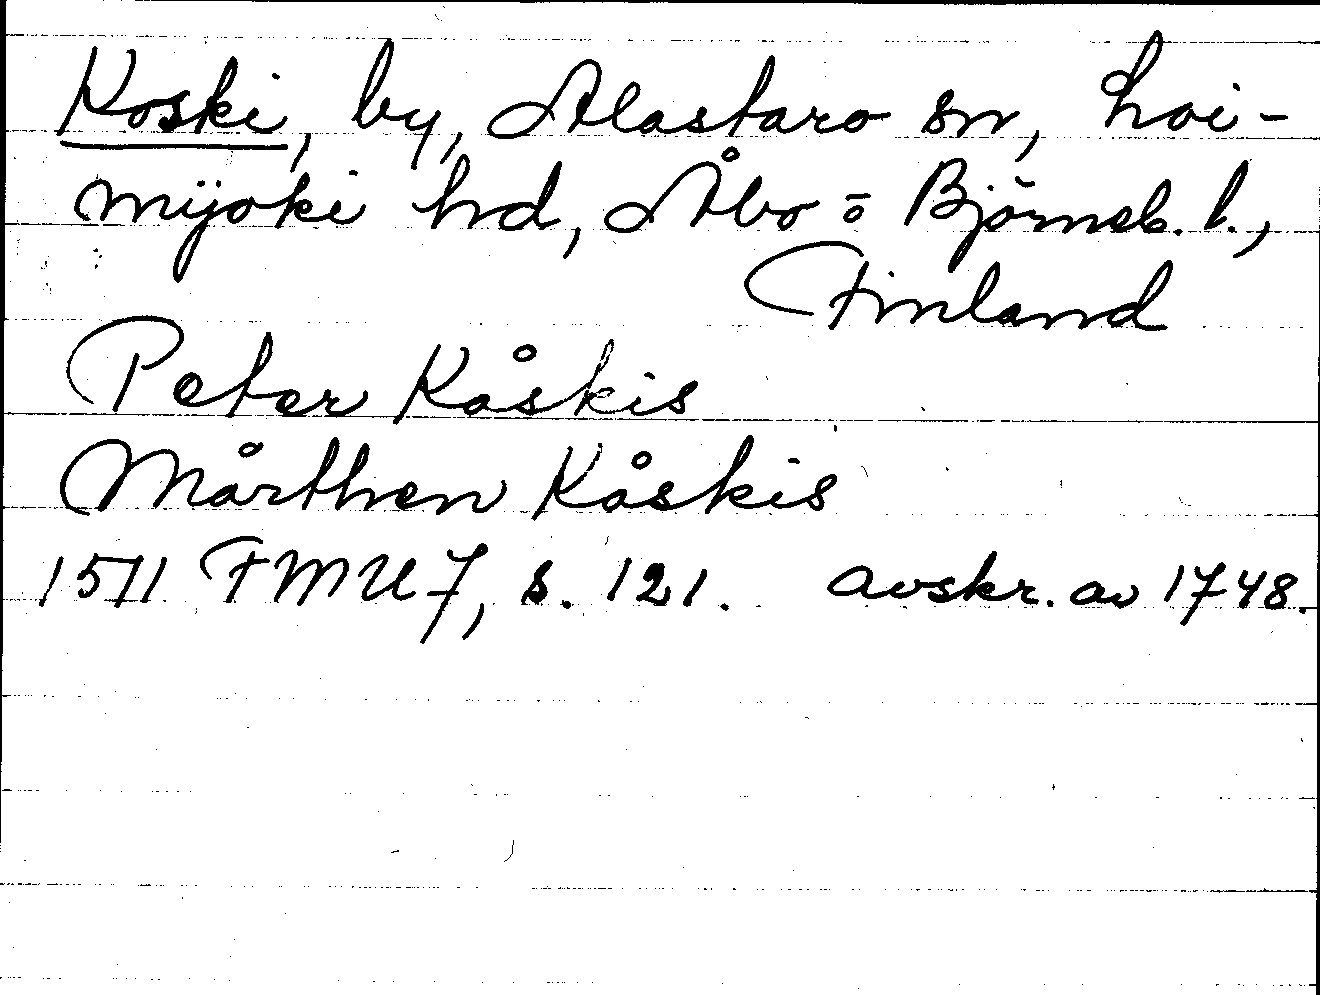 Koski, by, Alastaro sn, Loi-
mijoki hd, Åbo o Björneb. l.,
Finland
Peter Kåskis
Mårthen Kåskis
1511 FMU 7, s. 121. avskr. av 1748.